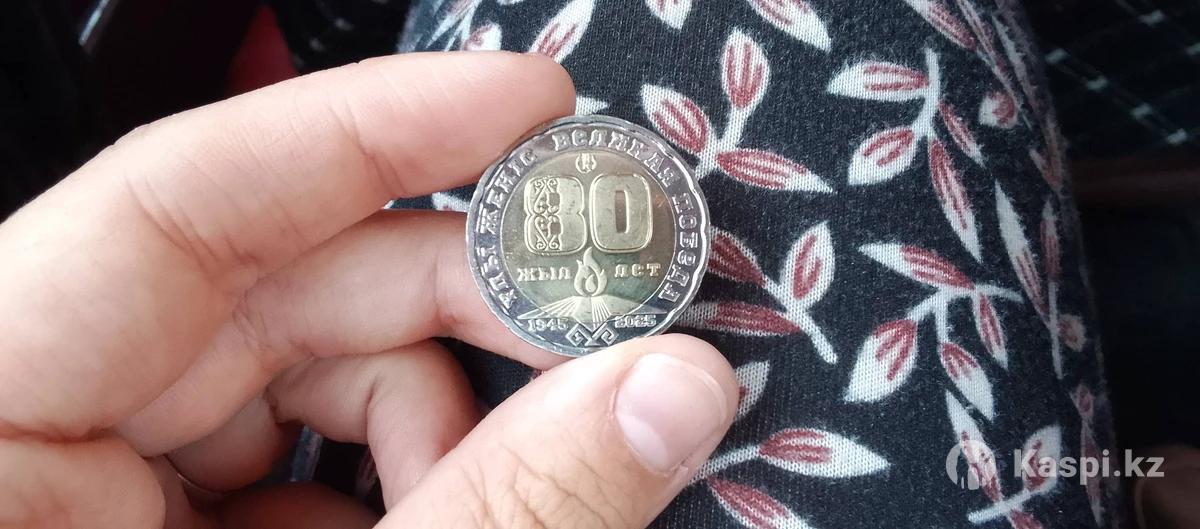 ҰЛЫ ЖЕҢІС ВЕЛИКАЯ ПОБЕДА
80
ЖЫЛ ЛЕТ
1945 2025
Kaspi.kz